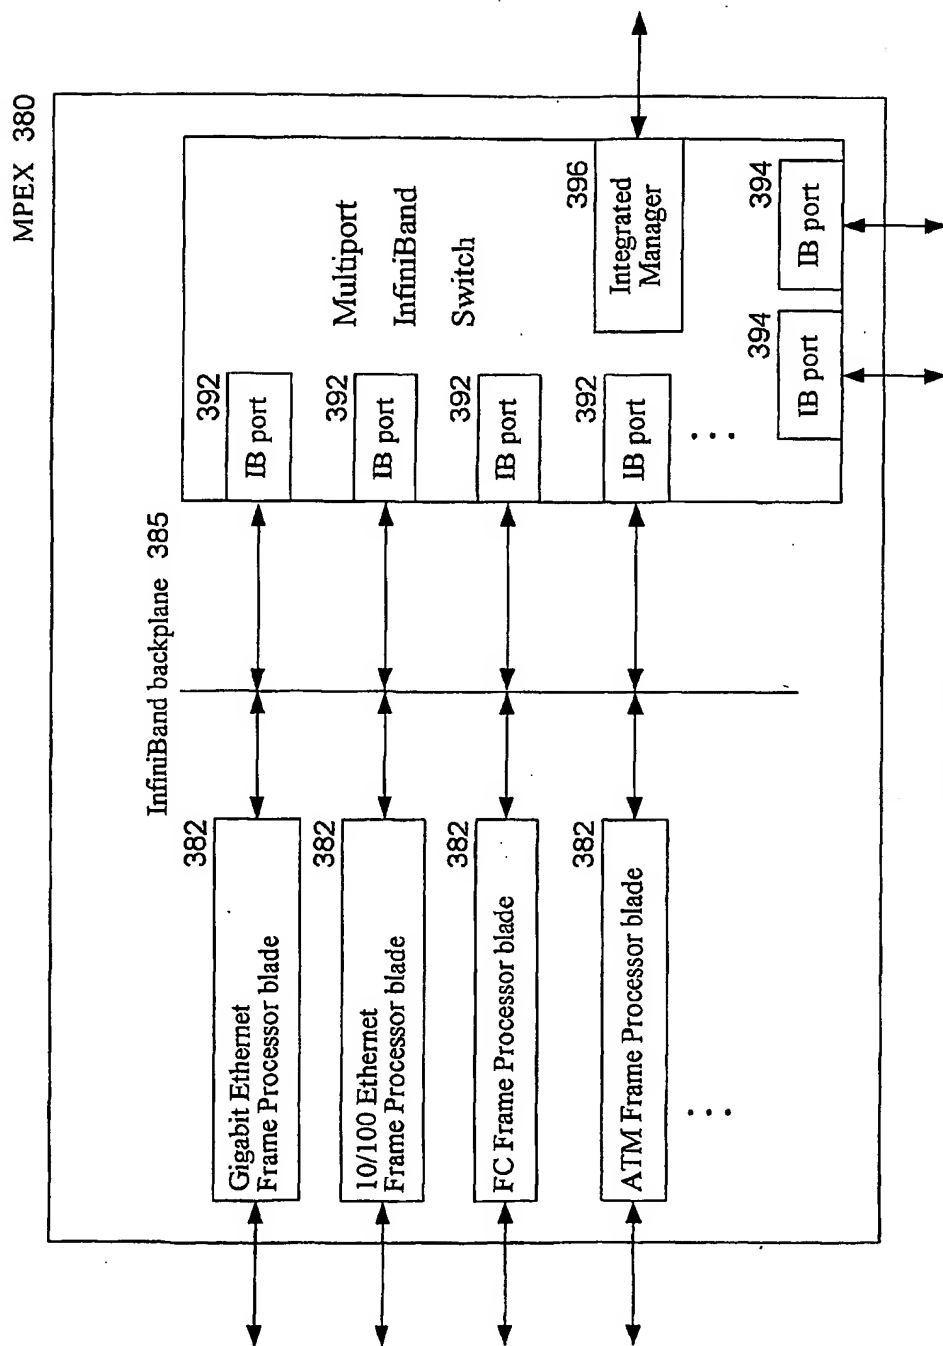 MPEX 380
InfiniBand backplane 385
382
Gigabit Ethernet
Frame Processor blade
382
10/100 Ethernet
Frame Processor blade
382
FC Frame Processor blade
382
ATM Frame Processor blade
...
392
IB port
392
IB port
392
IB port
392
IB port
...
Multiport
InfiniBand
Switch
396
Integrated
Manager
394
IB port
394
IB port